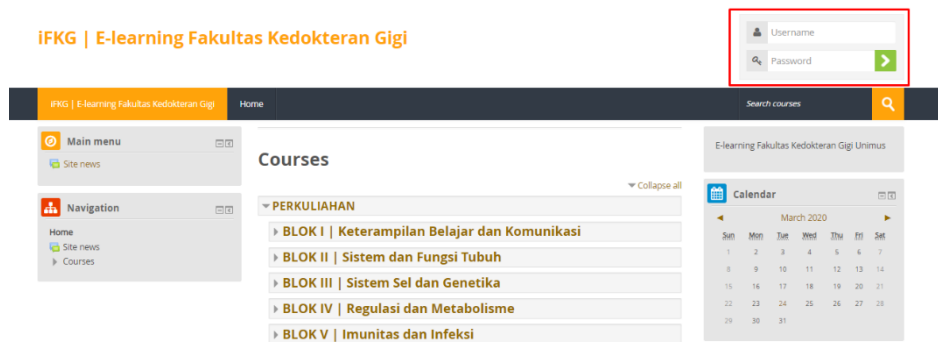 iFKG | E-learning Fakultas Kedokteran Gigi
Username
Password
iFKG | E-learning Fakultas Kedokteran Gigi
Home
Search courses
Main menu
Site news
Navigation
Home
Site news
Courses
Courses
Collapse all
PERKULIAHAN
BLOK I | Keterampilan Belajar dan Komunikasi
BLOK II | Sistem dan Fungsi Tubuh
BLOK III | Sistem Sel dan Genetika
BLOK IV | Regulasi dan Metabolisme
BLOK V | Imunitas dan Infeksi
E-learning Fakultas Kedokteran Gigi Unimus
Calendar
March 2020
Sun Mon Tue Wed Thu Fri Sat
1 2 3 4 5 6 7
8 9 10 11 12 13 14
15 16 17 18 19 20 21
22 23 24 25 26 27 28
29 30 31